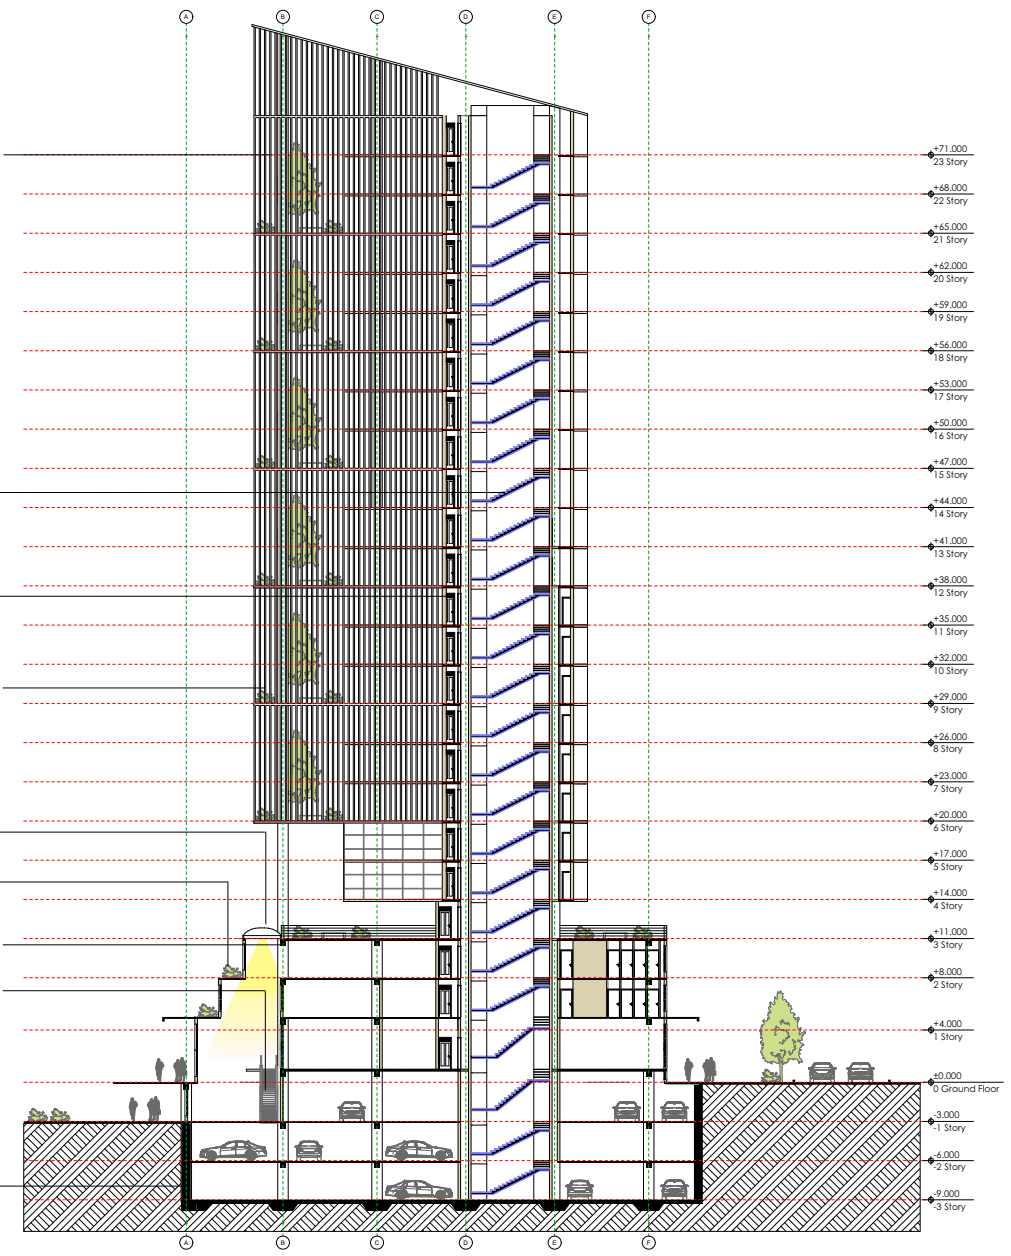 A B C D E F
+71.000
23 Story
+68.000
22 Story
+65.000
21 Story
+62.000
20 Story
+59.000
19 Story
+56.000
18 Story
+53.000
17 Story
+50.000
16 Story
+47.000
15 Story
+44.000
14 Story
+41.000
13 Story
+38.000
12 Story
+35.000
11 Story
+32.000
10 Story
+29.000
9 Story
+26.000
8 Story
+23.000
7 Story
+20.000
6 Story
+17.000
5 Story
+14.000
4 Story
+11.000
3 Story
+8.000
2 Story
+4.000
1 Story
±0.000
0 Ground Floor
-3.000
-1 Story
-6.000
-2 Story
-9.000
-3 Story
A B C D E F